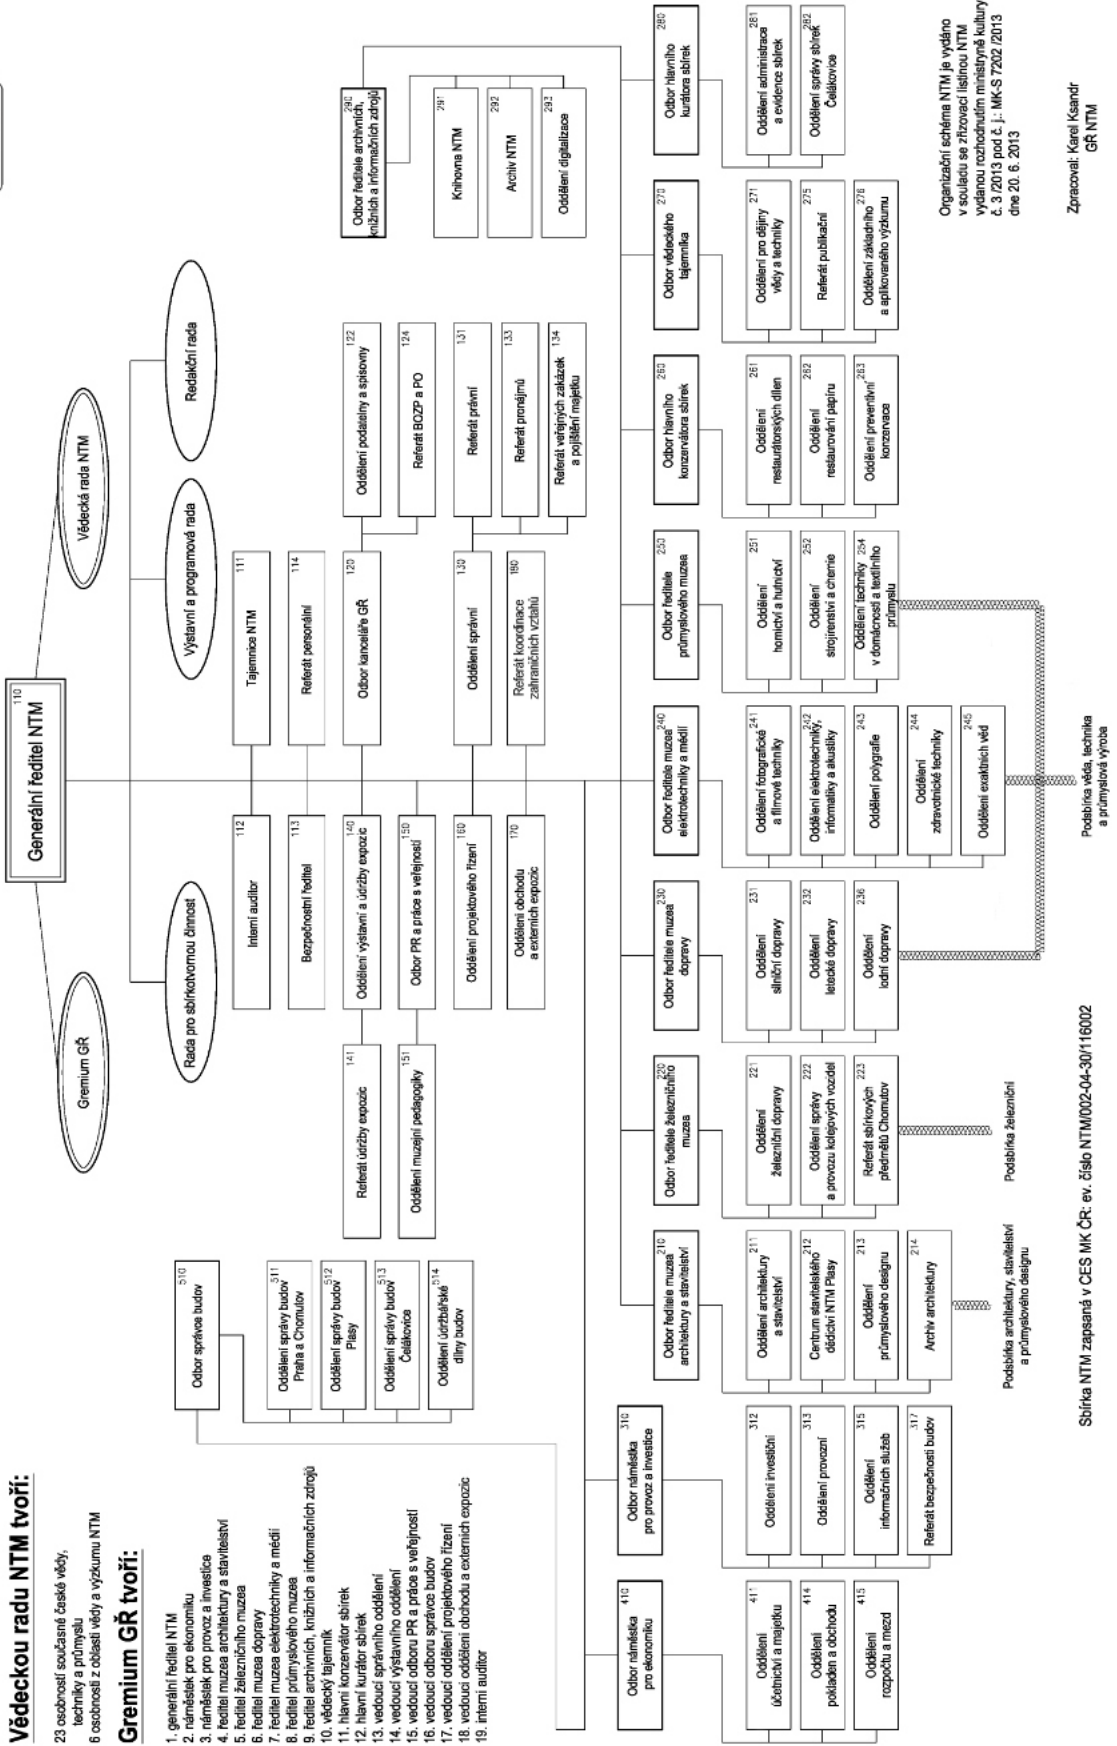 Vědeckou radu NTM tvoří:
23 osobností současné české vědy,
techniky a průmyslu
6 osobností z oblasti vědy a výzkumu NTM
Gremium GŘ tvoří:
1. generální ředitel NTM
2. náměstek pro ekonomiku
3. náměstek pro provoz a investice
4. ředitel muzea architektury a stavitelství
5. ředitel železničního muzea
6. ředitel muzea dopravy
7. ředitel muzea elektrotechniky a médií
8. ředitel průmyslového muzea
9. ředitel archivních, knižních a informačních zdrojů
10. vědecký tajemník
11. hlavní konzervátor sbírek
12. hlavní kurátor sbírek
13. vedoucí správního oddělení
14. vedoucí výstavního oddělení
15. vedoucí odboru PR a práce s veřejností
16. vedoucí odboru správce budov
17. vedoucí oddělení projektového řízení
18. vedoucí oddělení obchodu a externích expozic
19. interní auditor
110
Generální ředitel NTM
Gremium GŘ
Vědecká rada NTM
Rada pro sbírkotvornou činnost
Výstavní a programová rada
Redakční rada
112
Interní auditor
111
Tajemnice NTM
113
Bezpečnostní ředitel
114
Referát personální
141
Referát údržby expozic
140
Oddělení výstavní a údržby expozic
120
Odbor kanceláře GŘ
122
Oddělení podatelny a spisovny
151
Oddělení muzejní pedagogiky
150
Odbor PR a práce s veřejností
124
Referát BOZP a PO
160
Oddělení projektového řízení
130
Oddělení správní
131
Referát právní
170
Oddělení obchodu
a externích expozic
180
Referát koordinace
zahraničních vztahů
133
Referát pronájmů
134
Referát veřejných zakázek
a pojištění majetku
290
Odbor ředitele archivních,
knižních a informačních zdrojů
291
Knihovna NTM
292
Archiv NTM
293
Oddělení digitalizace
510
Odbor správce budov
511
Oddělení správy budov
Praha a Chomutov
512
Oddělení správy budov
Plasy
513
Oddělení správy budov
Čelákovice
514
Oddělení údržbářské
dílny budov
410
Odbor náměstka
pro ekonomiku
411
Oddělení
účetnictví a majetku
414
Oddělení
pokladen a obchodu
415
Oddělení
rozpočtu a mezd
310
Odbor náměstka
pro provoz a investice
312
Oddělení investiční
313
Oddělení provozní
315
Oddělení
informačních služeb
317
Referát bezpečnosti budov
210
Odbor ředitele muzea
architektury a stavitelství
211
Oddělení architektury
a stavitelství
212
Centrum stavitelského
dědictví NTM Plasy
213
Oddělení
průmyslového designu
214
Archiv architektury
Podsbírka architektury, stavitelství
a průmyslového designu
220
Odbor ředitele železničního
muzea
221
Oddělení
železniční dopravy
222
Oddělení správy
a provozu kolejových vozidel
223
Referát sbírkových
předmětů Chomutov
Podsbírka železniční
230
Odbor ředitele muzea
dopravy
231
Oddělení
silniční dopravy
232
Oddělení
letecké dopravy
236
Oddělení
lodní dopravy
240
Odbor ředitele muzea
elektrotechniky a médií
241
Oddělení fotografické
a filmové techniky
242
Oddělení elektrotechniky,
informatiky a akustiky
243
Oddělení polygrafie
244
Oddělení
zdravotnické techniky
245
Oddělení exaktních věd
250
Odbor ředitele
průmyslového muzea
251
Oddělení
hornictví a hutnictví
252
Oddělení
strojírenství a chemie
254
Oddělení techniky
v domácnosti a textilního
průmyslu
Podsbírka věda, technika
a průmyslová výroba
260
Odbor hlavního
konzervátora sbírek
261
Oddělení
restaurátorských dílen
262
Oddělení
restaurování papíru
263
Oddělení preventivní
konzervace
270
Odbor vědeckého
tajemníka
271
Oddělení pro dějiny
vědy a techniky
275
Referát publikační
276
Oddělení základního
a aplikovaného výzkumu
280
Odbor hlavního
kurátora sbírek
281
Oddělení administrace
a evidence sbírek
282
Oddělení správy sbírek
Čelákovice
Organizační schéma NTM je vydáno
v souladu se zřizovací listinou NTM
vydanou rozhodnutím ministryně kultury
č. 3 /2013 pod č. j.: MK-S 7202 /2013
dne 20. 6. 2013
Zpracoval: Karel Ksandr
GŘ NTM
Sbírka NTM zapsaná v CES MK ČR: ev. číslo NTM/002-04-30/116002